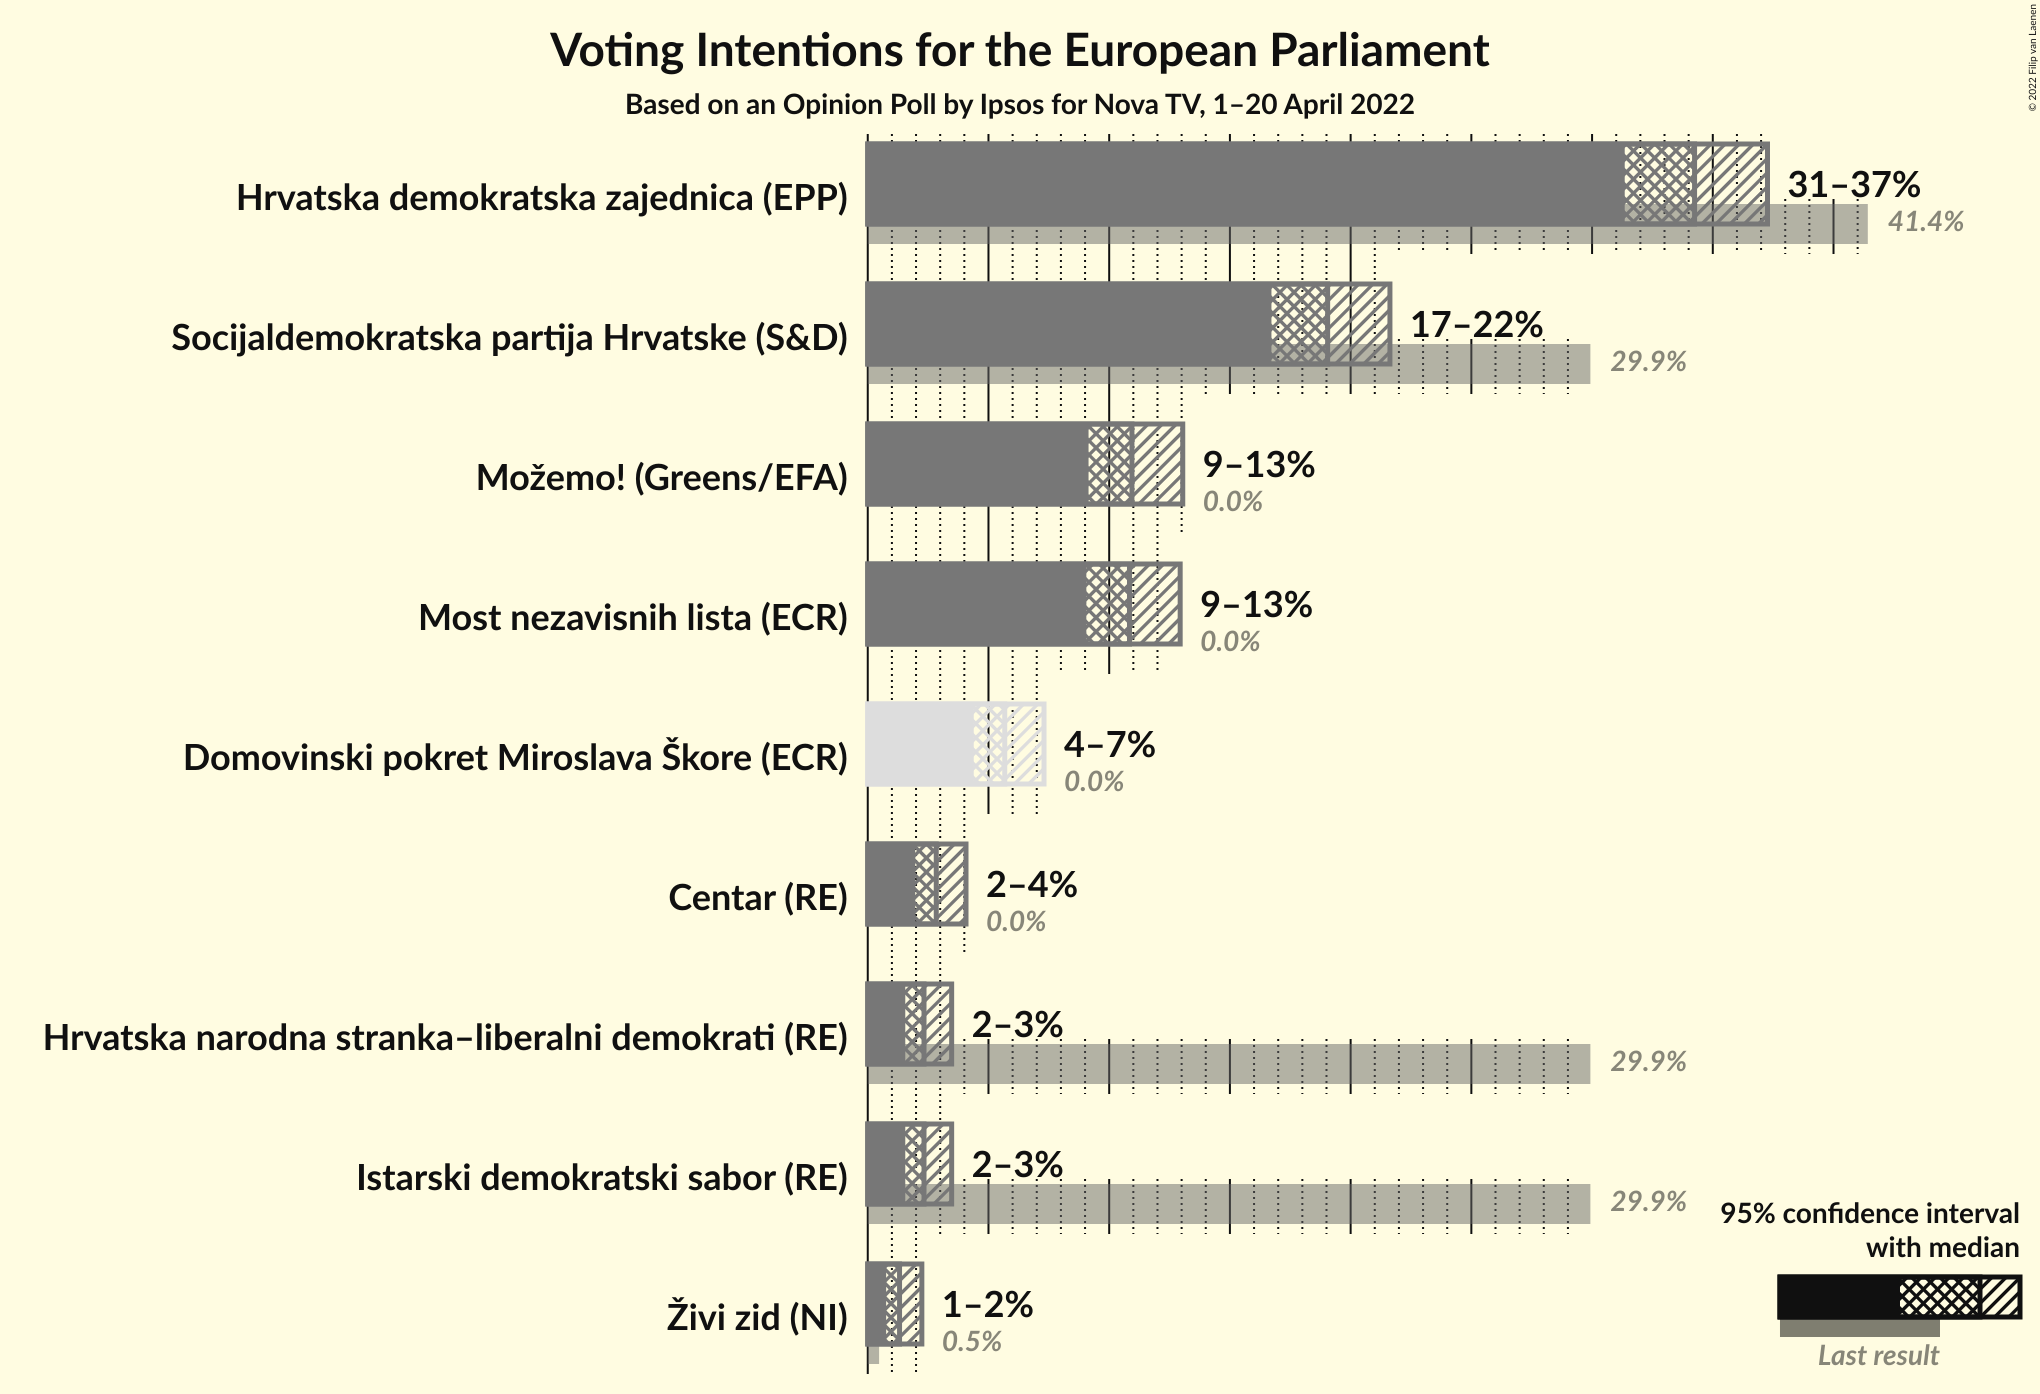 Voting Intentions for the European Parliament
Based on an Opinion Poll by Ipsos for Nova TV, 1–20 April 2022
© 2022 Filip van Laenen
Hrvatska demokratska zajednica (EPP)
31–37%
41.4%
Socijaldemokratska partija Hrvatske (S&D)
17–22%
29.9%
Možemo! (Greens/EFA)
9–13%
0.0%
Most nezavisnih lista (ECR)
9–13%
0.0%
Domovinski pokret Miroslava Škore (ECR)
4–7%
0.0%
Centar (RE)
2–4%
0.0%
Hrvatska narodna stranka–liberalni demokrati (RE)
2–3%
29.9%
Istarski demokratski sabor (RE)
2–3%
29.9%
Živi zid (NI)
1–2%
0.5%
95% confidence interval
with median
Last result